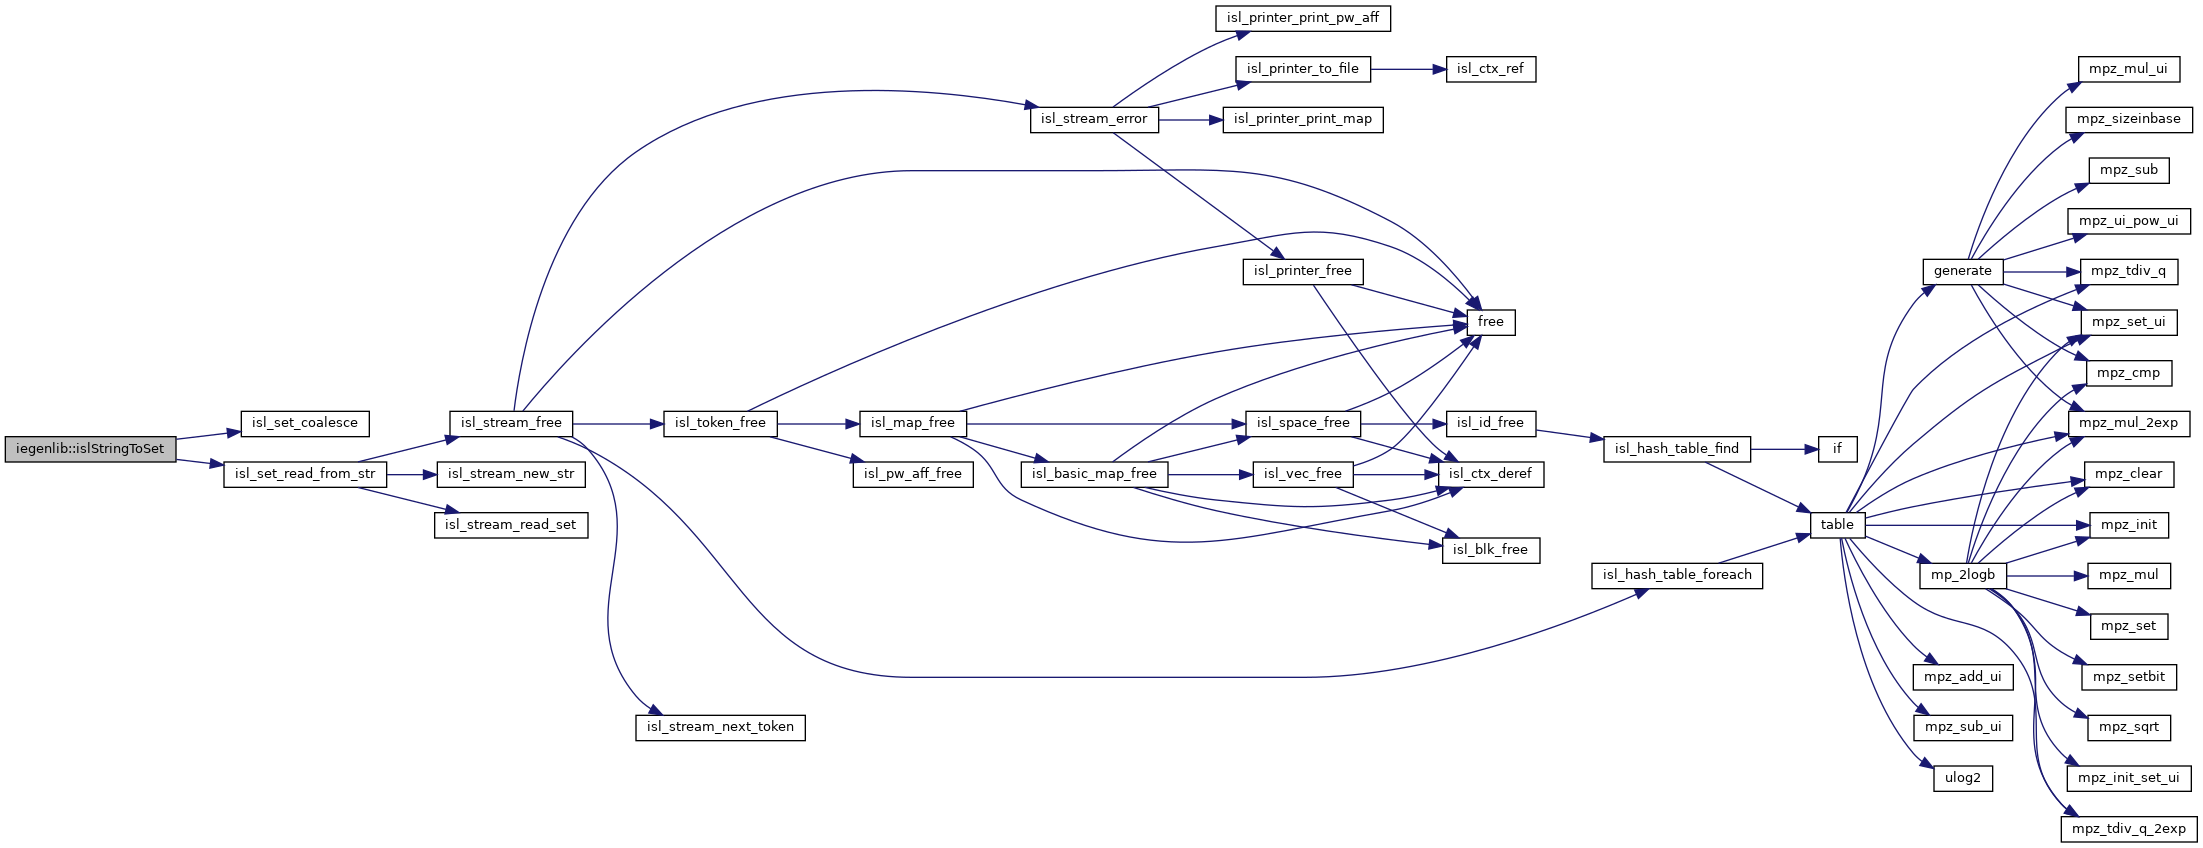 iegenlib::islStringToSet
isl_set_coalesce
isl_set_read_from_str
isl_stream_free
isl_stream_new_str
isl_stream_read_set
isl_token_free
isl_stream_next_token
isl_map_free
isl_pw_aff_free
isl_stream_error
isl_basic_map_free
isl_printer_print_pw_aff
isl_printer_to_file
isl_printer_print_map
isl_printer_free
isl_space_free
isl_vec_free
isl_ctx_ref
free
isl_id_free
isl_ctx_deref
isl_blk_free
isl_hash_table_find
isl_hash_table_foreach
if
table
generate
mp_2logb
mpz_add_ui
mpz_sub_ui
ulog2
mpz_mul_ui
mpz_sizeinbase
mpz_sub
mpz_ui_pow_ui
mpz_tdiv_q
mpz_set_ui
mpz_cmp
mpz_mul_2exp
mpz_clear
mpz_init
mpz_mul
mpz_set
mpz_setbit
mpz_sqrt
mpz_init_set_ui
mpz_tdiv_q_2exp